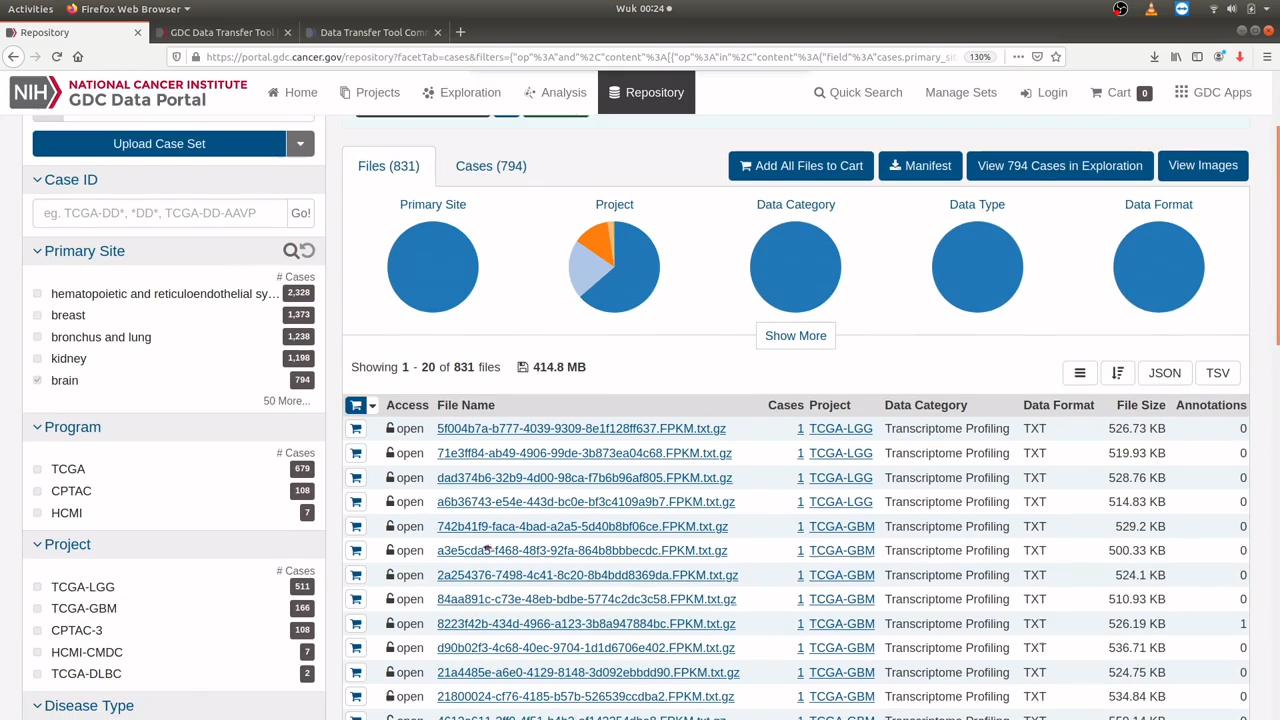 Activities Firefox Web Browser Wuk 00:24
Repository GDC Data Transfer Tool Data Transfer Tool Com
https://portal.gdc.cancer.gov/repository?facetTab=cases&filters={"op"%3A"and"%2C"content"%3A[{"op"%3A"in"%2C"content"%3A{"field"%3A"cases.primary_si 130%
NIH NATIONAL CANCER INSTITUTE
GDC Data Portal
Home Projects Exploration Analysis Repository Quick Search Manage Sets Login Cart 0 GDC Apps
Upload Case Set
Case ID
eg. TCGA-DD*, *DD*, TCGA-DD-AAVP Go!
Primary Site
# Cases
hematopoietic and reticuloendothelial sy... 2,328
breast 1,373
bronchus and lung 1,238
kidney 1,198
brain 794
50 More...
Program
# Cases
TCGA 679
CPTAC 108
HCMI 7
Project
# Cases
TCGA-LGG 511
TCGA-GBM 166
CPTAC-3 108
HCMI-CMDC 7
TCGA-DLBC 2
Disease Type
Files (831) Cases (794) Add All Files to Cart Manifest View 794 Cases in Exploration View Images
Primary Site Project Data Category Data Type Data Format
Show More
Showing 1 - 20 of 831 files 414.8 MB JSON TSV
Access File Name Cases Project Data Category Data Format File Size Annotations
open 5f004b7a-b777-4039-9309-8e1f128ff637.FPKM.txt.gz 1 TCGA-LGG Transcriptome Profiling TXT 526.73 KB 0
open 71e3ff84-ab49-4906-99de-3b873ea04c68.FPKM.txt.gz 1 TCGA-LGG Transcriptome Profiling TXT 519.93 KB 0
open dad374b6-32b9-4d00-98ca-f7b6b96af805.FPKM.txt.gz 1 TCGA-LGG Transcriptome Profiling TXT 528.76 KB 0
open a6b36743-e54e-443d-bc0e-bf3c4109a9b7.FPKM.txt.gz 1 TCGA-LGG Transcriptome Profiling TXT 514.83 KB 0
open 742b41f9-faca-4bad-a2a5-5d40b8bf06ce.FPKM.txt.gz 1 TCGA-GBM Transcriptome Profiling TXT 529.2 KB 0
open a3e5cda5-f468-48f3-92fa-864b8bbbecdc.FPKM.txt.gz 1 TCGA-GBM Transcriptome Profiling TXT 500.33 KB 0
open 2a254376-7498-4c41-8c20-8b4bdd8369da.FPKM.txt.gz 1 TCGA-GBM Transcriptome Profiling TXT 524.1 KB 0
open 84aa891c-c73e-48eb-bdbe-5774c2dc3c58.FPKM.txt.gz 1 TCGA-GBM Transcriptome Profiling TXT 510.93 KB 0
open 8223f42b-434d-4966-a123-3b8a947884bc.FPKM.txt.gz 1 TCGA-GBM Transcriptome Profiling TXT 526.19 KB 1
open d90b02f3-4c68-40ec-9704-1d1d6706e402.FPKM.txt.gz 1 TCGA-GBM Transcriptome Profiling TXT 536.71 KB 0
open 21a4485e-a6e0-4129-8148-3d092ebbdd90.FPKM.txt.gz 1 TCGA-GBM Transcriptome Profiling TXT 524.75 KB 0
open 21800024-cf76-4185-b57b-526539ccdba2.FPKM.txt.gz 1 TCGA-GBM Transcriptome Profiling TXT 534.84 KB 0